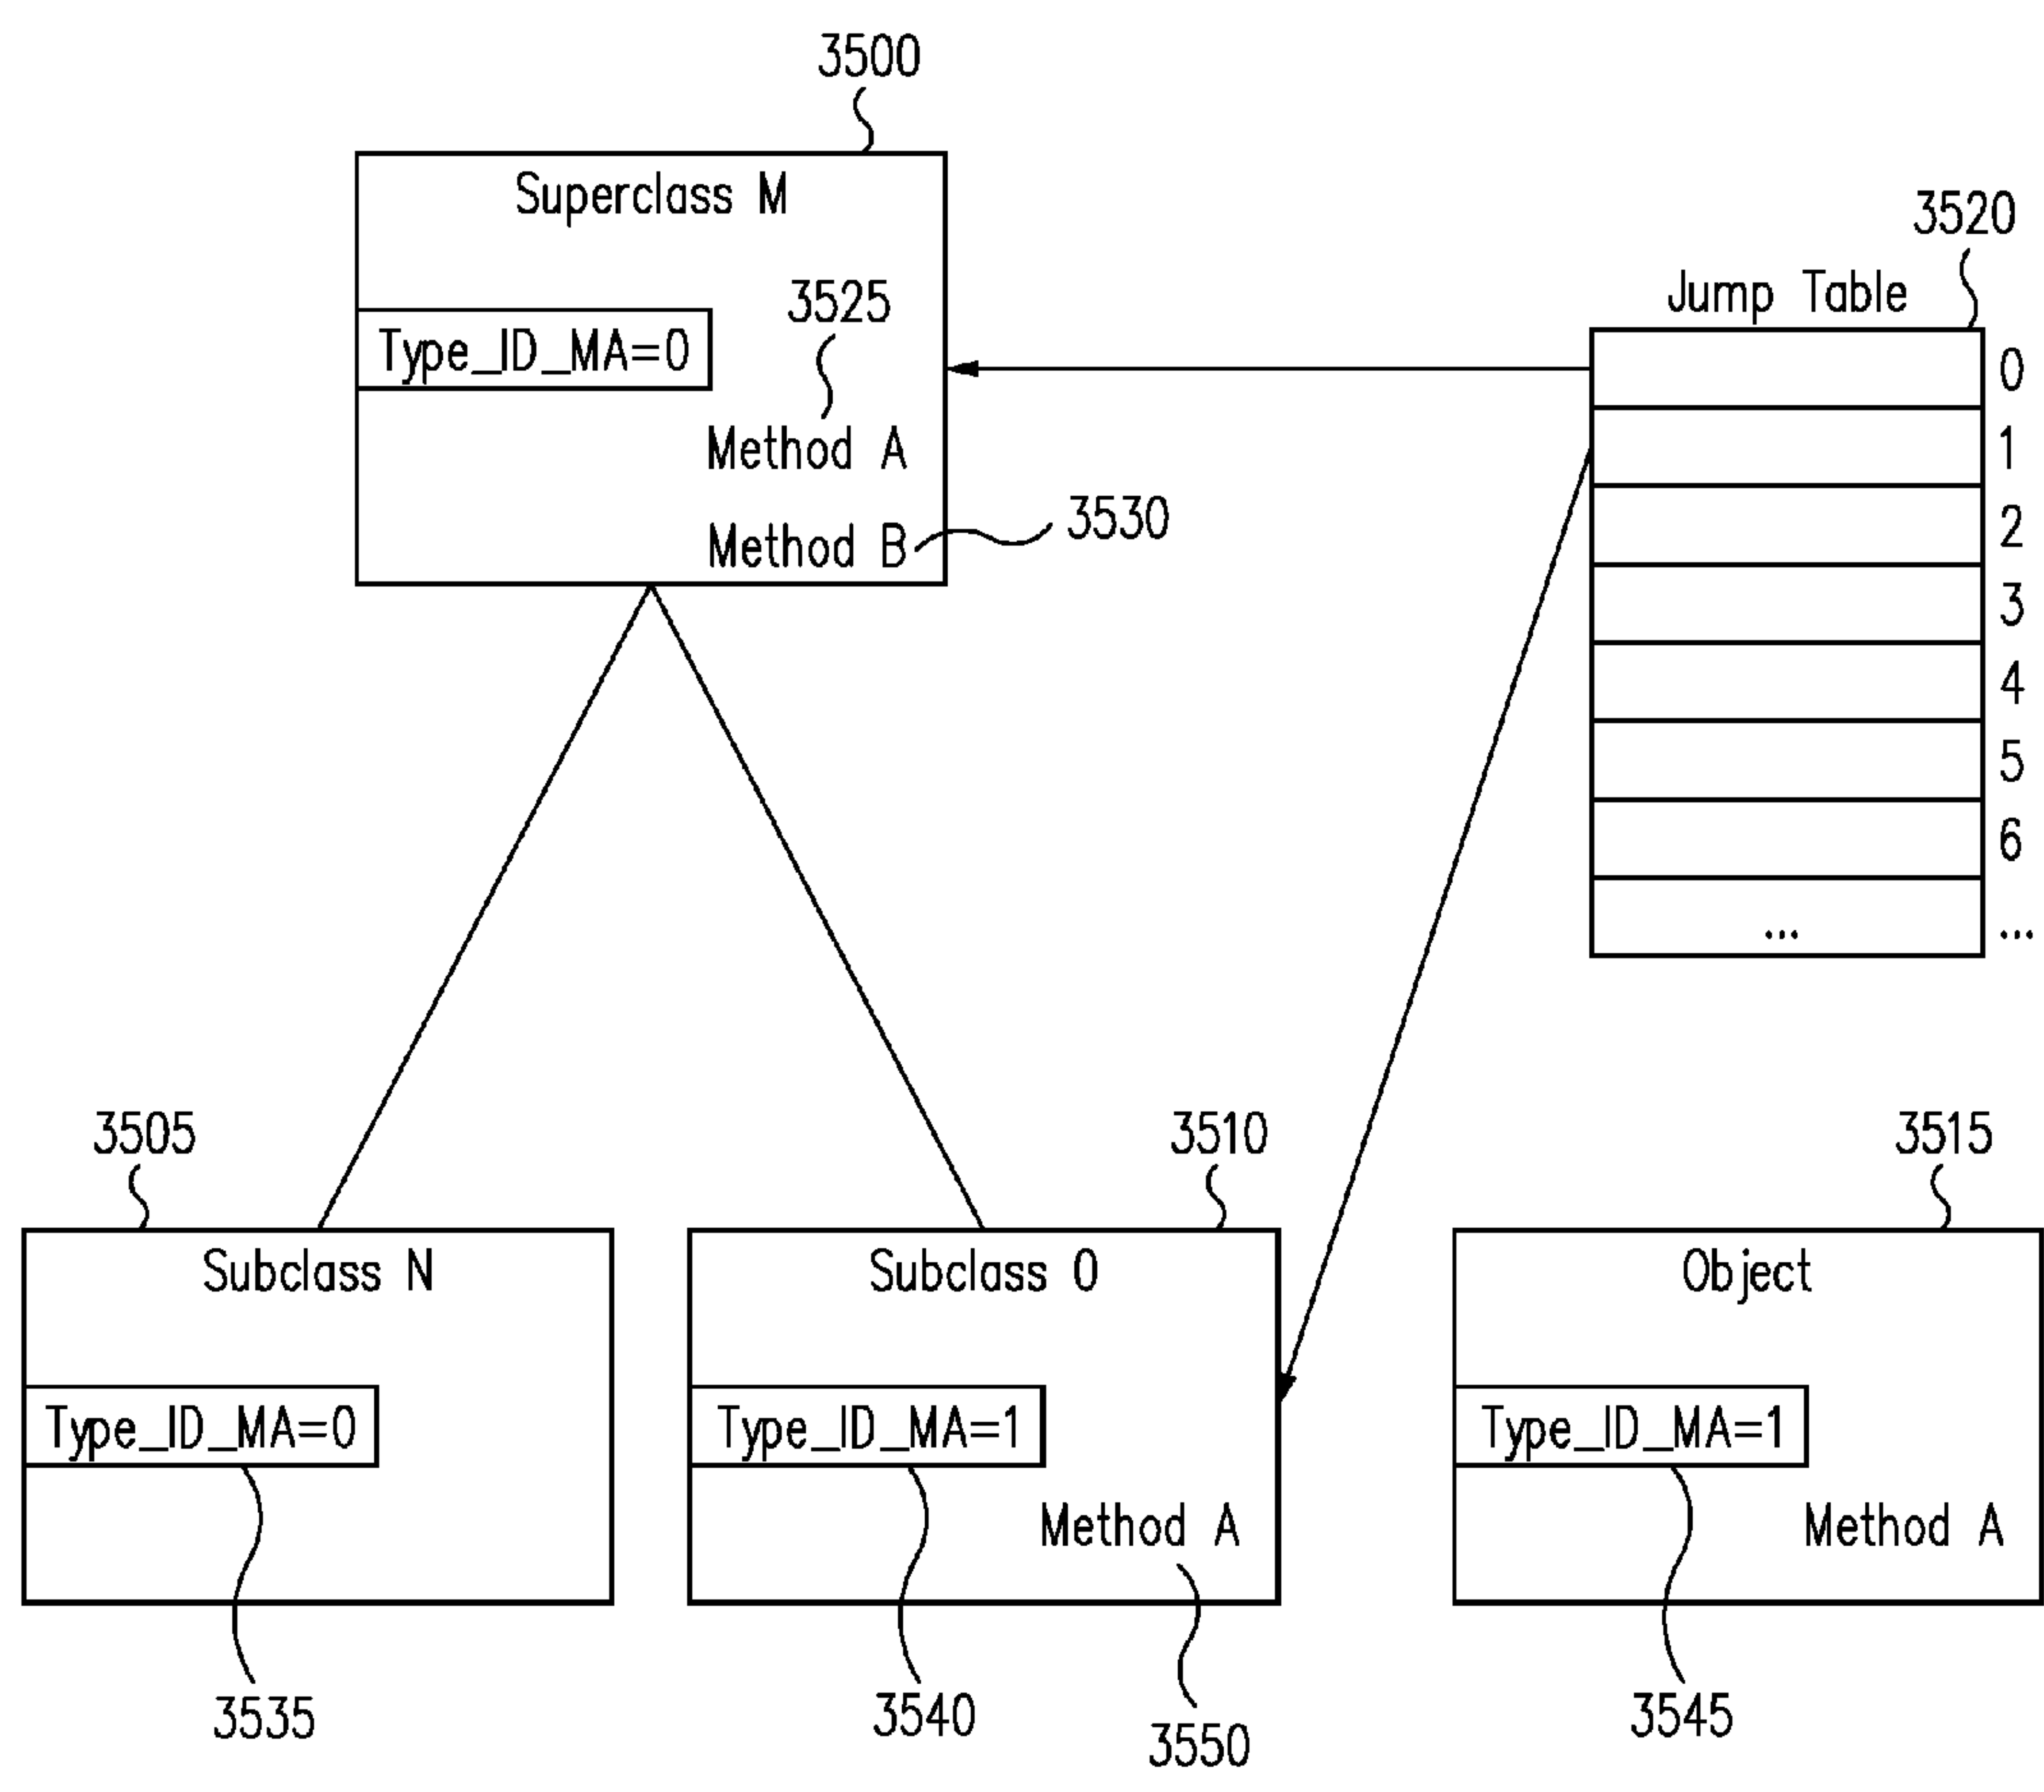 3500
Superclass M
3525
Type_ID_MA=0
Method A
Method B
3530
3520
Jump Table
0
1
2
3
4
5
6
...
...
3505
Subclass N
Type_ID_MA=0
3535
3510
Subclass O
Type_ID_MA=1
Method A
3540
3550
3515
Object
Type_ID_MA=1
Method A
3545